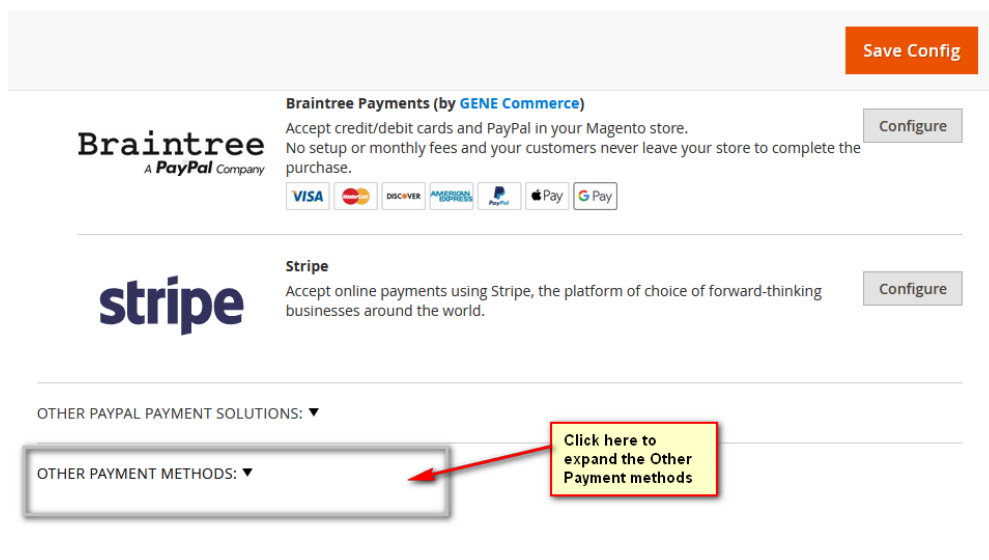 Save Config
Braintree Payments (by GENE Commerce)
Braintree
A PayPal Company
Accept credit/debit cards and PayPal in your Magento store.
No setup or monthly fees and your customers never leave your store to complete the
purchase.
Configure
VISA MasterCard DISCOVER AMERICAN EXPRESS PayPal Pay G Pay
stripe
Stripe
Accept online payments using Stripe, the platform of choice of forward-thinking
businesses around the world.
Configure
OTHER PAYPAL PAYMENT SOLUTIONS: ▼
OTHER PAYMENT METHODS: ▼
Click here to
expand the Other
Payment methods